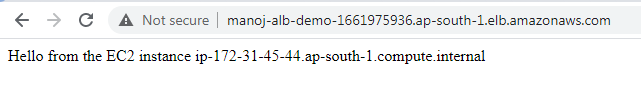 Not secure | manoj-alb-demo-1661975936.ap-south-1.elb.amazonaws.com
Hello from the EC2 instance ip-172-31-45-44.ap-south-1.compute.internal